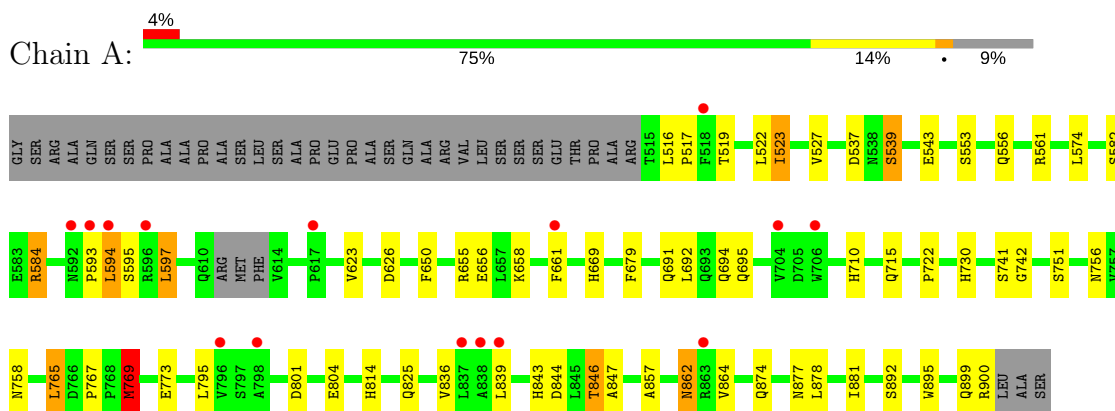 4%
Chain A:
75% 14% • 9%
GLY SER ARG ALA GLN SER SER PRO ALA ALA PRO ALA SER LEU SER ALA PRO GLU PRO ALA SER GLN ALA ARG VAL LEU SER SER SER GLU THR PRO ALA ARG T515 L516 P517 F518 T519 L522 I523 V527 D537 N538 S539 E543 S553 Q556 R561 L574 S582
E583 R584 N592 P593 L594 S595 R596 L597 Q610 ARG MET PHE V614 P617 V623 D626 F650 R655 E656 L657 K658 F661 H669 F679 Q691 L692 Q693 Q694 Q695 V704 D705 W706 H710 Q715 P722 H730 S741 G742 S751 N756 V757
N758 L765 D766 P767 P768 M769 E773 L795 V796 S797 A798 D801 E804 H814 Q825 V836 L837 A838 L839 H843 D844 L845 T846 A847 A857 N862 R863 V864 Q874 N877 L878 I881 S892 W895 Q899 R900 LEU ALA SER